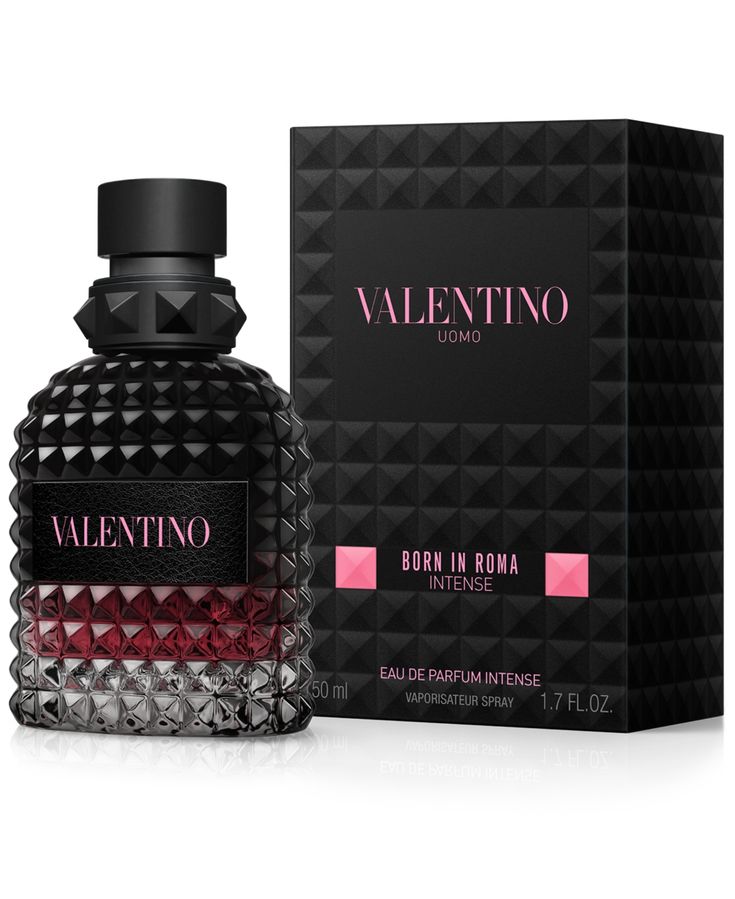 VALENTINO
VALENTINO
UOMO
BORN IN ROMA
INTENSE
EAU DE PARFUM INTENSE
50 ml VAPORISATEUR SPRAY 1.7 FL.OZ.